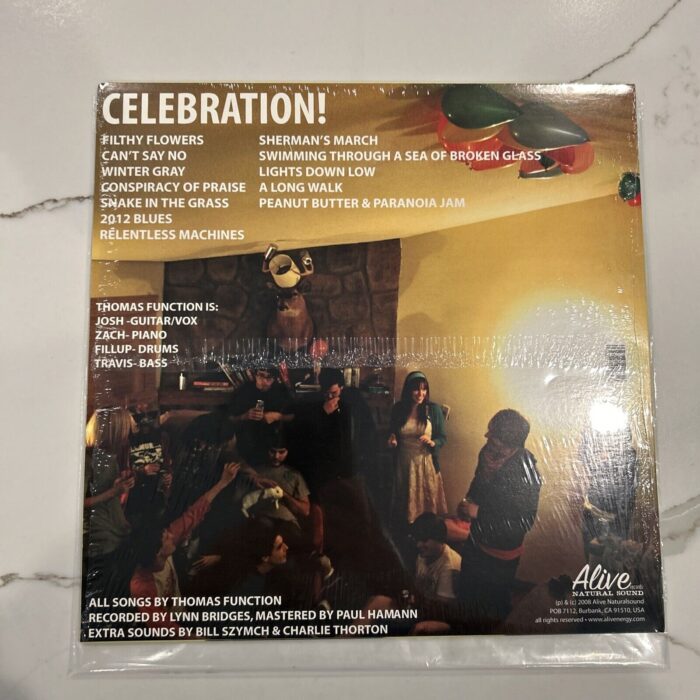 CELEBRATION!
FILTHY FLOWERS
CAN'T SAY NO
WINTER GRAY
CONSPIRACY OF PRAISE
SNAKE IN THE GRASS
2012 BLUES
RELENTLESS MACHINES
SHERMAN'S MARCH
SWIMMING THROUGH A SEA OF BROKEN GLASS
LIGHTS DOWN LOW
A LONG WALK
PEANUT BUTTER & PARANOIA JAM
THOMAS FUNCTION IS:
JOSH -GUITAR/VOX
ZACH- PIANO
FILLUP- DRUMS
TRAVIS- BASS
ALL SONGS BY THOMAS FUNCTION
RECORDED BY LYNN BRIDGES, MASTERED BY PAUL HAMANN
EXTRA SOUNDS BY BILL SZYMCH & CHARLIE THORTON
Alive records
NATURAL SOUND
(p) & (c) 2008 Alive Naturalsound
POB 7112, Burbank, CA 91510, USA
all rights reserved • www.alivenergy.com